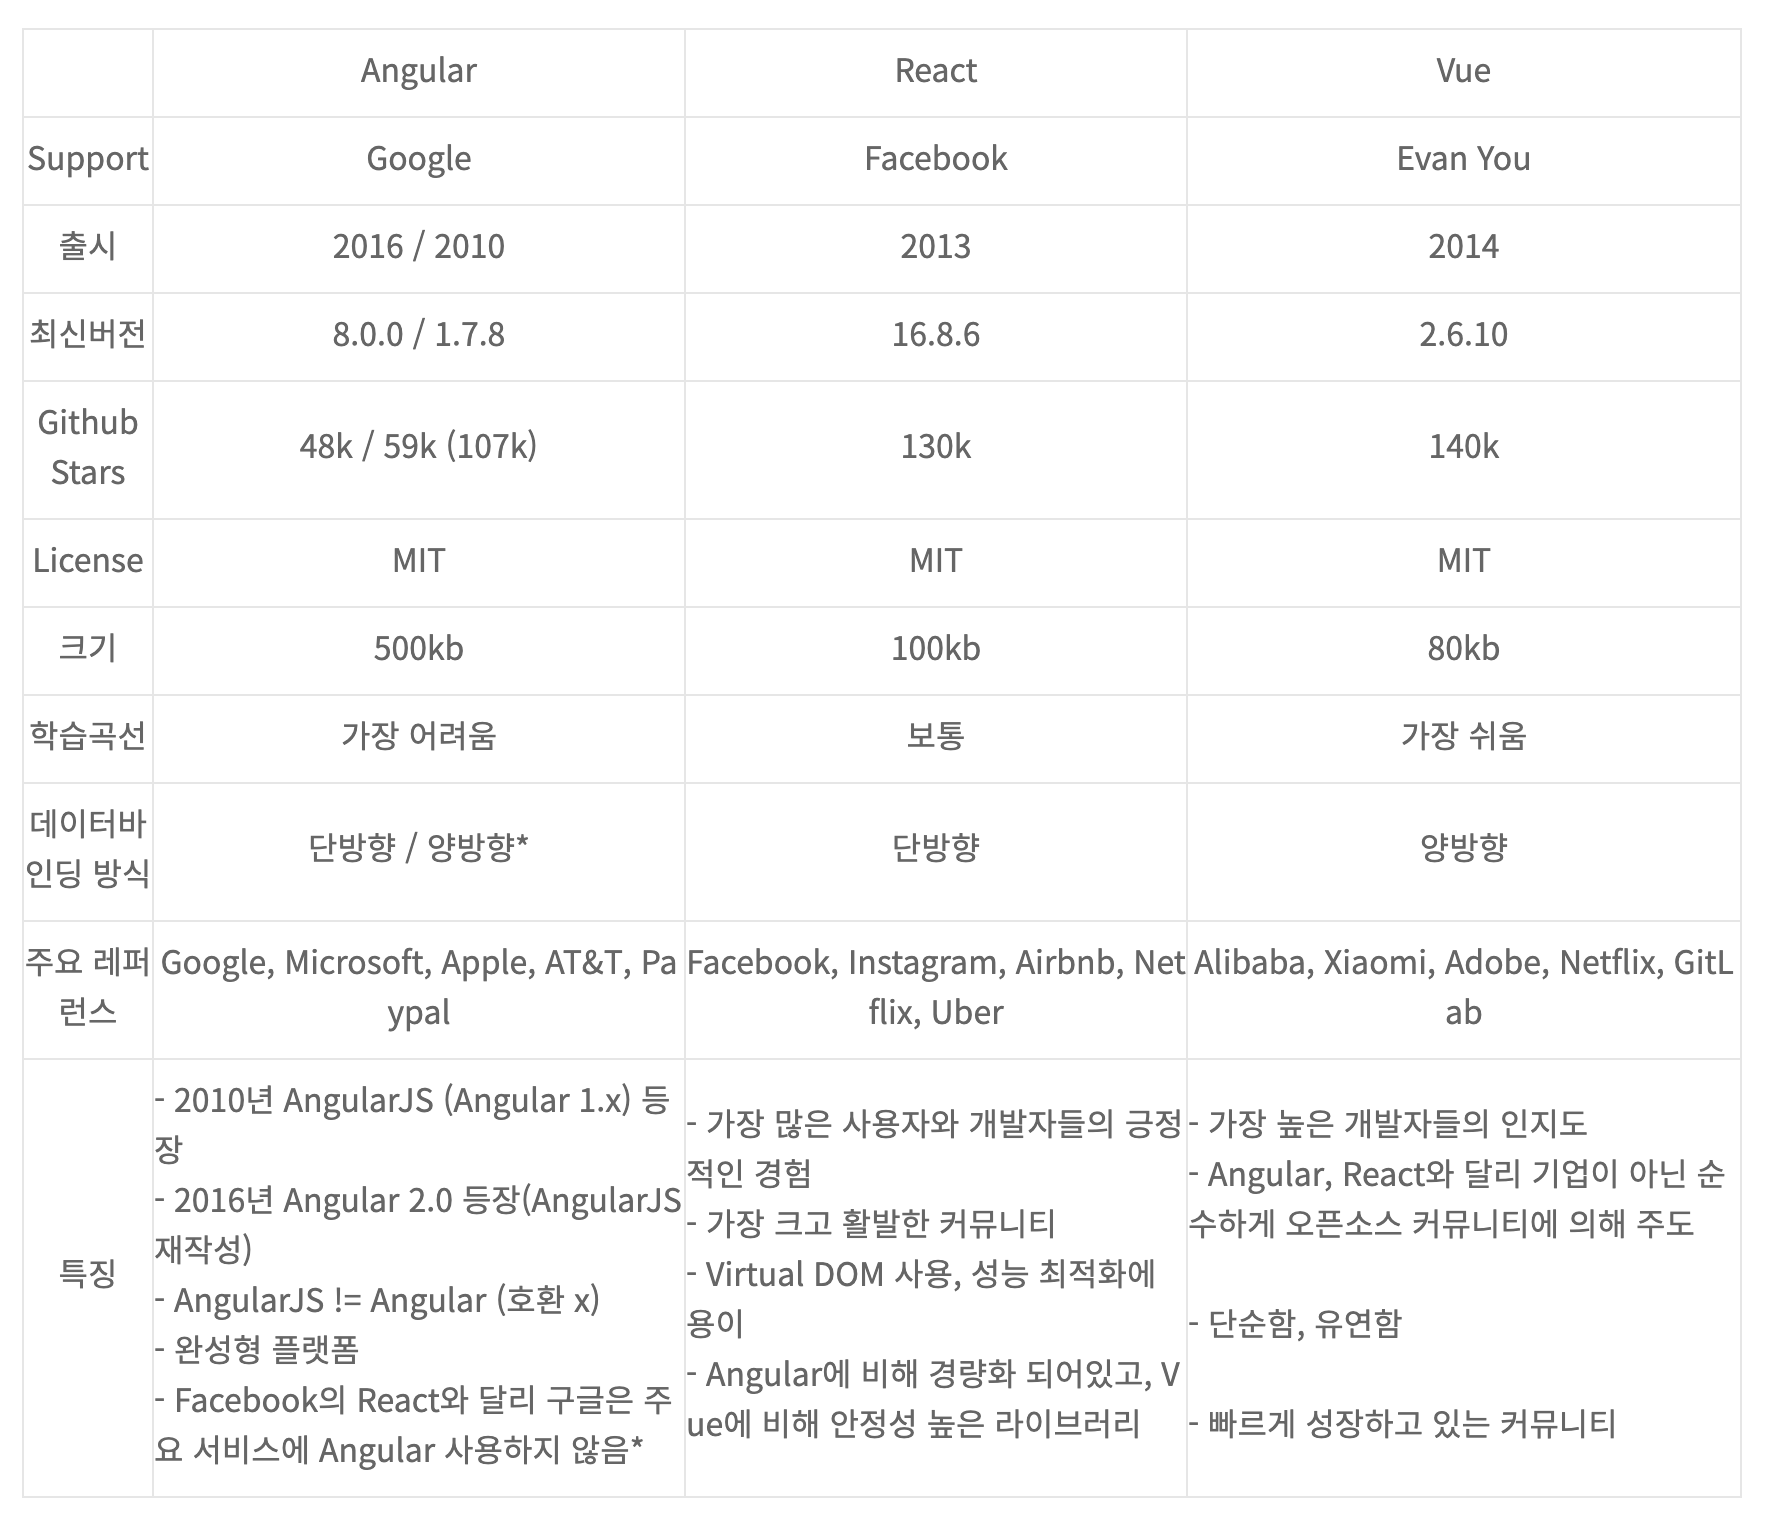 Angular React Vue
Support Google Facebook Evan You
출시 2016 / 2010 2013 2014
최신버전 8.0.0 / 1.7.8 16.8.6 2.6.10
Github
Stars
48k / 59k (107k) 130k 140k
License MIT MIT MIT
크기 500kb 100kb 80kb
학습곡선 가장 어려움 보통 가장 쉬움
데이터바
인딩 방식
단방향 / 양방향* 단방향 양방향
주요 레퍼
런스
Google, Microsoft, Apple, AT&T, Pa
ypal
Facebook, Instagram, Airbnb, Net
flix, Uber
Alibaba, Xiaomi, Adobe, Netflix, GitL
ab
특징
- 2010년 AngularJS (Angular 1.x) 등
장
- 2016년 Angular 2.0 등장(AngularJS
재작성)
- AngularJS != Angular (호환 x)
- 완성형 플랫폼
- Facebook의 React와 달리 구글은 주
요 서비스에 Angular 사용하지 않음*
- 가장 많은 사용자와 개발자들의 긍정
적인 경험
- 가장 크고 활발한 커뮤니티
- Virtual DOM 사용, 성능 최적화에
용이
- Angular에 비해 경량화 되어있고, V
ue에 비해 안정성 높은 라이브러리
- 가장 높은 개발자들의 인지도
- Angular, React와 달리 기업이 아닌 순
수하게 오픈소스 커뮤니티에 의해 주도
- 단순함, 유연함
- 빠르게 성장하고 있는 커뮤니티